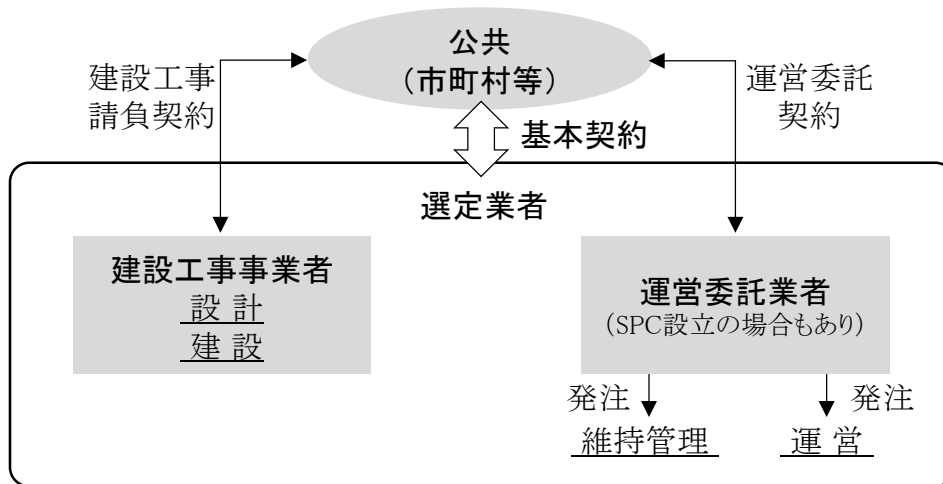 公共
(市町村等)
建設工事
請負契約
運営委託
契約
基本契約
選定業者
建設工事事業者
設 計
建 設
運営委託業者
(SPC設立の場合もあり)
発注
発注
維持管理
運 営